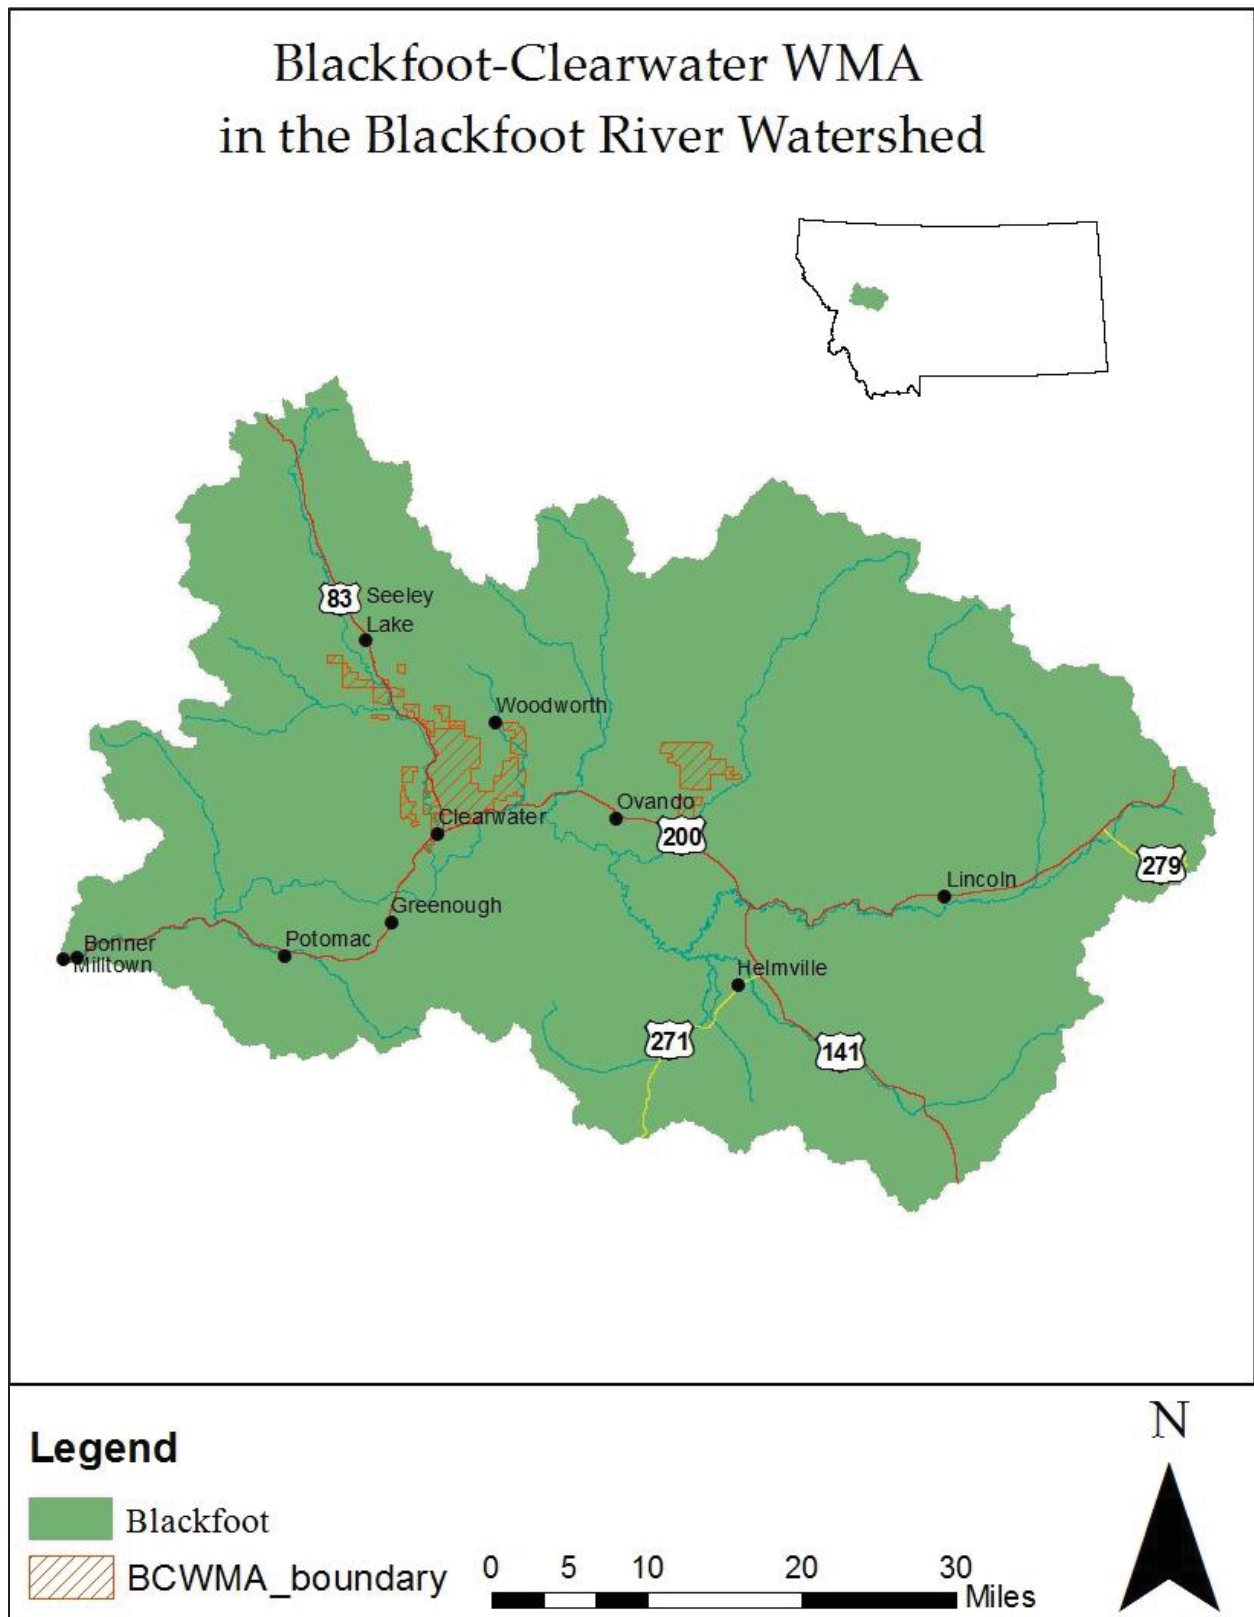 Blackfoot-Clearwater WMA
in the Blackfoot River Watershed
83
Seeley
Lake
Woodworth
Ovando
Clearwater
200
279
Lincoln
Greenough
Potomac
Bonner
Milltown
Helmville
271
141
Legend
N
Blackfoot
BCWMA_boundary
0 5 10 20 30
Miles